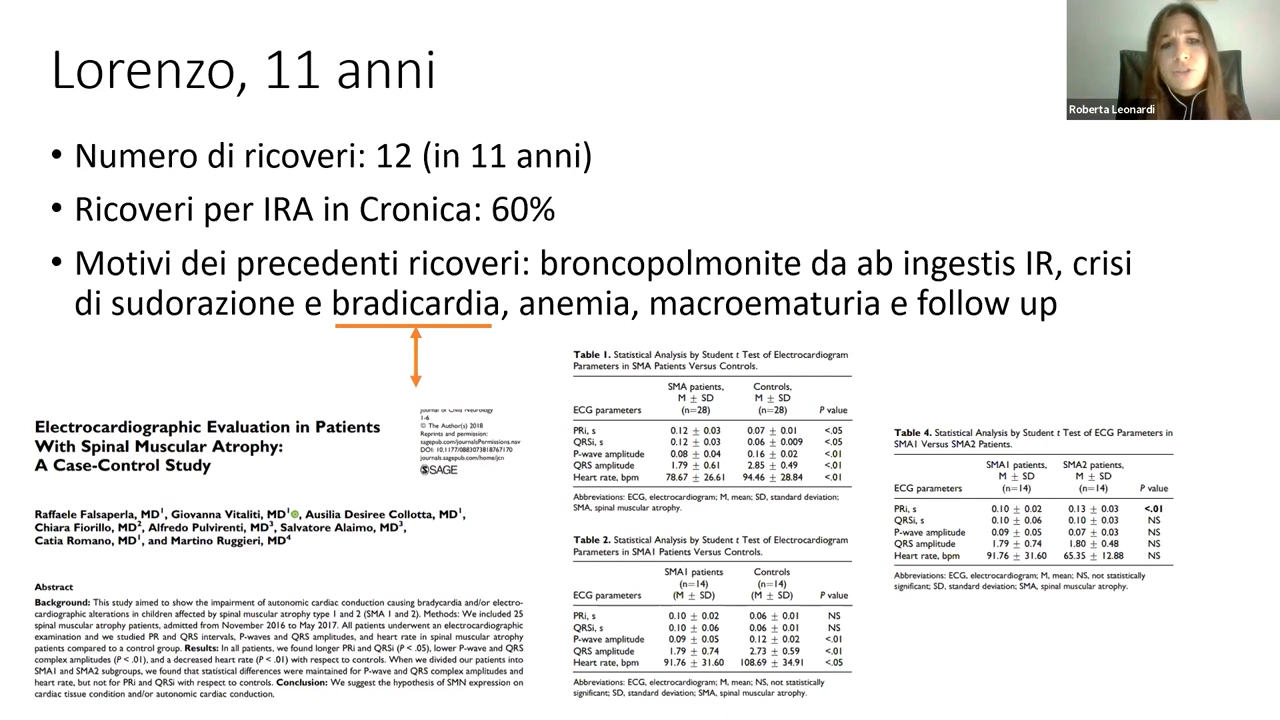 Lorenzo, 11 anni
Roberta Leonardi
• Numero di ricoveri: 12 (in 11 anni)
• Ricoveri per IRA in Cronica: 60%
• Motivi dei precedenti ricoveri: broncopolmonite da ab ingestis IR, crisi
di sudorazione e bradicardia, anemia, macroematuria e follow up
Electrocardiographic Evaluation in Patients
With Spinal Muscular Atrophy:
A Case-Control Study
Journal of Child Neurology
1-6
© The Author(s) 2018
Reprints and permission:
sagepub.com/journalsPermissions.nav
DOI: 10.1177/0883073818767170
journals.sagepub.com/home/jcn
SAGE
Raffaele Falsaperla, MD1, Giovanna Vitaliti, MD1, Ausilia Desiree Collotta, MD1,
Chiara Fiorillo, MD2, Alfredo Pulvirenti, MD3, Salvatore Alaimo, MD3,
Catia Romano, MD1, and Martino Ruggieri, MD4
Abstract
Background: This study aimed to show the impairment of autonomic cardiac conduction causing bradycardia and/or electro-
cardiographic alterations in children affected by spinal muscular atrophy type 1 and 2 (SMA 1 and 2). Methods: We included 25
spinal muscular atrophy patients, admitted from November 2016 to May 2017. All patients underwent an electrocardiographic
examination and we studied PR and QRS intervals, P-waves and QRS amplitudes, and heart rate in spinal muscular atrophy
patients compared to a control group. Results: In all patients, we found longer PRi and QRSi (P < .05), lower P-wave and QRS
complex amplitudes (P < .01), and a decreased heart rate (P < .01) with respect to controls. When we divided our patients into
SMA1 and SMA2 subgroups, we found that statistical differences were maintained for P-wave and QRS complex amplitudes and
heart rate, but not for PRi and QRSi with respect to controls. Conclusion: We suggest the hypothesis of SMN expression on
cardiac tissue condition and/or autonomic cardiac conduction.
Table 1. Statistical Analysis by Student t Test of Electrocardiogram
Parameters in SMA Patients Versus Controls.
SMA patients, Controls,
M ± SD M ± SD
ECG parameters (n=28) (n=28) P value
PRi, s 0.12 ± 0.03 0.07 ± 0.01 <.05
QRSi, s 0.12 ± 0.03 0.06 ± 0.009 <.05
P-wave amplitude 0.08 ± 0.04 0.16 ± 0.02 <.01
QRS amplitude 1.79 ± 0.61 2.85 ± 0.49 <.01
Heart rate, bpm 78.67 ± 26.61 94.46 ± 28.84 <.01
Abbreviations: ECG, electrocardiogram; M, mean; SD, standard deviation;
SMA, spinal muscular atrophy.
Table 2. Statistical Analysis by Student t Test of Electrocardiogram
Parameters in SMA1 Patients Versus Controls.
SMA1 patients Controls
(n=14) (n=14)
ECG parameters (M ± SD) (M ± SD) P value
PRi, s 0.10 ± 0.02 0.06 ± 0.01 NS
QRSi, s 0.10 ± 0.06 0.06 ± 0.01 NS
P-wave amplitude 0.09 ± 0.05 0.12 ± 0.02 <.01
QRS amplitude 1.79 ± 0.74 2.73 ± 0.59 <.01
Heart rate, bpm 91.76 ± 31.60 108.69 ± 34.91 <.05
Abbreviations: ECG, electrocardiogram; M, mean; NS, not statistically
significant; SD, standard deviation; SMA, spinal muscular atrophy.
Table 4. Statistical Analysis by Student t Test of ECG Parameters in
SMA1 Versus SMA2 Patients.
SMA1 patients, SMA2 patients,
M ± SD M ± SD
ECG parameters (n=14) (n=14) P value
PRi, s 0.10 ± 0.02 0.13 ± 0.03 <.01
QRSi, s 0.10 ± 0.06 0.10 ± 0.03 NS
P-wave amplitude 0.09 ± 0.05 0.07 ± 0.03 NS
QRS amplitude 1.79 ± 0.74 1.80 ± 0.48 NS
Heart rate, bpm 91.76 ± 31.60 65.35 ± 12.88 NS
Abbreviations: ECG, electrocardiogram; M, mean; NS, not statistically
significant; SD, standard deviation; SMA, spinal muscular atrophy.